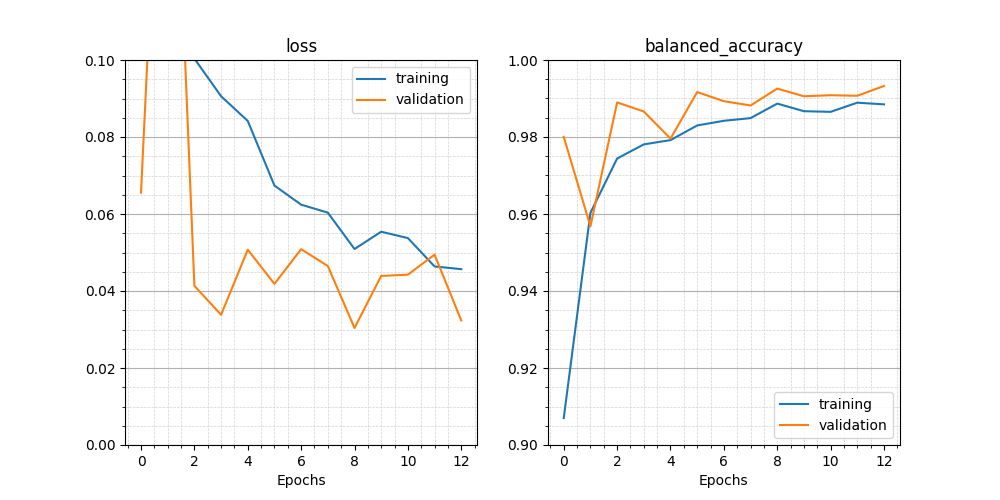 loss
0.10
0.08
0.06
0.04
0.02
0.00
0 2 4 6 8 10 12
Epochs
training
validation
balanced_accuracy
1.00
0.98
0.96
0.94
0.92
0.90
0 2 4 6 8 10 12
Epochs
training
validation